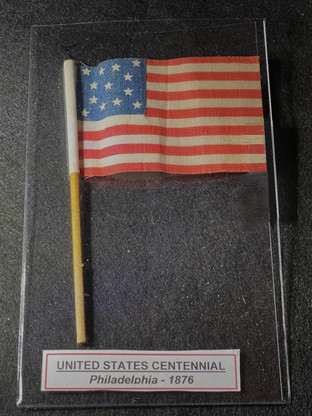 UNITED STATES CENTENNIAL
Philadelphia - 1876